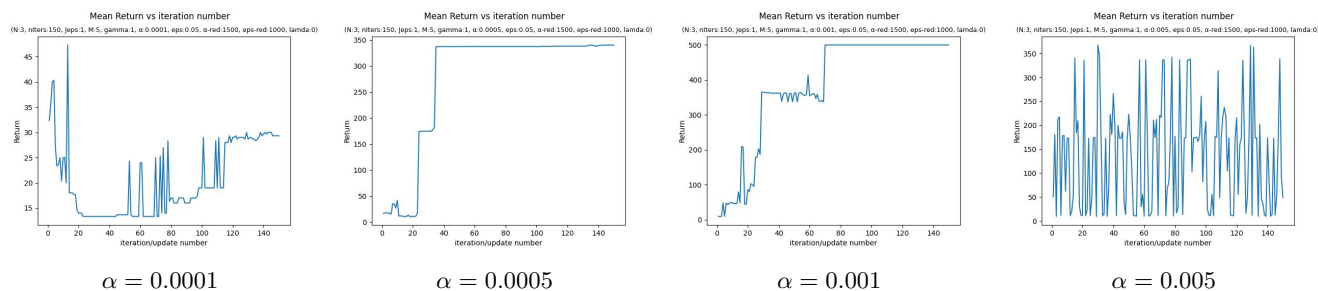 Mean Return vs iteration number
(N:3, nIters:150, Jeps:1, M:5, gamma:1, α:0.0001, eps:0.05, α-red:1500, eps-red:1000, lamda:0)
45
40
35
30
25
20
15
Return
0 20 40 60 80 100 120 140
iteration/update number
α = 0.0001
Mean Return vs iteration number
(N:3, nIters:150, Jeps:1, M:5, gamma:1, α:0.0005, eps:0.05, α-red:1500, eps-red:1000, lamda:0)
350
300
250
200
150
100
50
0
Return
0 20 40 60 80 100 120 140
iteration/update number
α = 0.0005
Mean Return vs iteration number
(N:3, nIters:150, Jeps:1, M:5, gamma:1, α:0.001, eps:0.05, α-red:1500, eps-red:1000, lamda:0)
500
400
300
200
100
0
Return
0 20 40 60 80 100 120 140
iteration/update number
α = 0.001
Mean Return vs iteration number
(N:3, nIters:150, Jeps:1, M:5, gamma:1, α:0.005, eps:0.05, α-red:1500, eps-red:1000, lamda:0)
350
300
250
200
150
100
50
0
Return
0 20 40 60 80 100 120 140
iteration/update number
α = 0.005